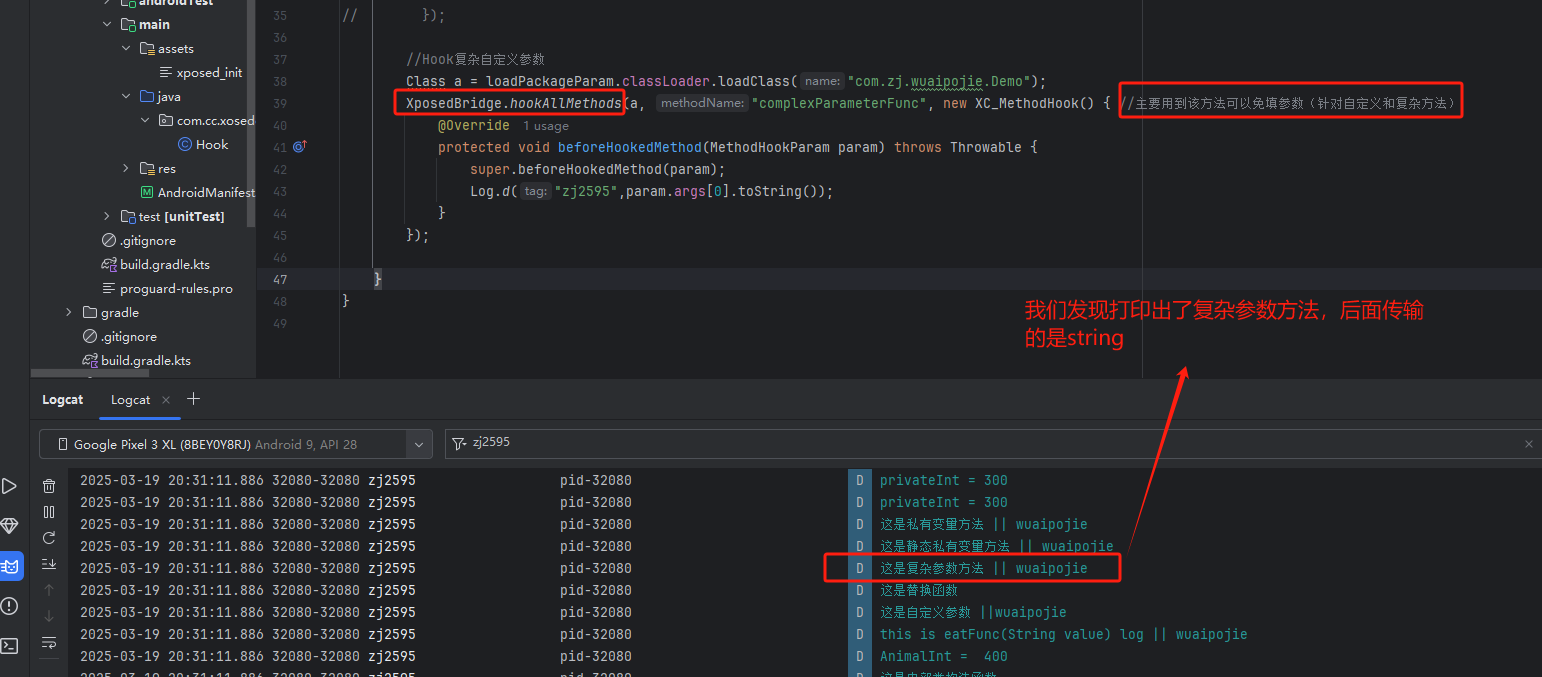 androidTest
main
assets
xposed_init
java
com.cc.xosed
Hook
res
AndroidManifest
test [unitTest]
.gitignore
build.gradle.kts
proguard-rules.pro
gradle
.gitignore
build.gradle.kts
35 // });
36
37 //Hook复杂自定义参数
38 Class a = loadPackageParam.classLoader.loadClass( name: "com.zj.wuaipojie.Demo");
39 XposedBridge.hookAllMethods(a, methodName: "complexParameterFunc", new XC_MethodHook() { //主要用到该方法可以免填参数（针对自定义和复杂方法）
40 @Override 1 usage
41 protected void beforeHookedMethod(MethodHookParam param) throws Throwable {
42 super.beforeHookedMethod(param);
43 Log.d( tag: "zj2595",param.args[0].toString());
44 }
45 });
46
47 }
48 }
49
我们发现打印出了复杂参数方法，后面传输
的是string
Logcat Logcat × +
Google Pixel 3 XL (8BEY0Y8RJ) Android 9, API 28 zj2595 ×
2025-03-19 20:31:11.886 32080-32080 zj2595 pid-32080 D privateInt = 300
2025-03-19 20:31:11.886 32080-32080 zj2595 pid-32080 D privateInt = 300
2025-03-19 20:31:11.886 32080-32080 zj2595 pid-32080 D 这是私有变量方法 || wuaipojie
2025-03-19 20:31:11.886 32080-32080 zj2595 pid-32080 D 这是静态私有变量方法 || wuaipojie
2025-03-19 20:31:11.886 32080-32080 zj2595 pid-32080 D 这是复杂参数方法 || wuaipojie
2025-03-19 20:31:11.886 32080-32080 zj2595 pid-32080 D 这是替换函数
2025-03-19 20:31:11.886 32080-32080 zj2595 pid-32080 D 这是自定义参数 ||wuaipojie
2025-03-19 20:31:11.886 32080-32080 zj2595 pid-32080 D this is eatFunc(String value) log || wuaipojie
2025-03-19 20:31:11.886 32080-32080 zj2595 pid-32080 D AnimalInt = 400
2025-03-19 20:31:11.886 32080-32080 zj2595 pid-32080 D